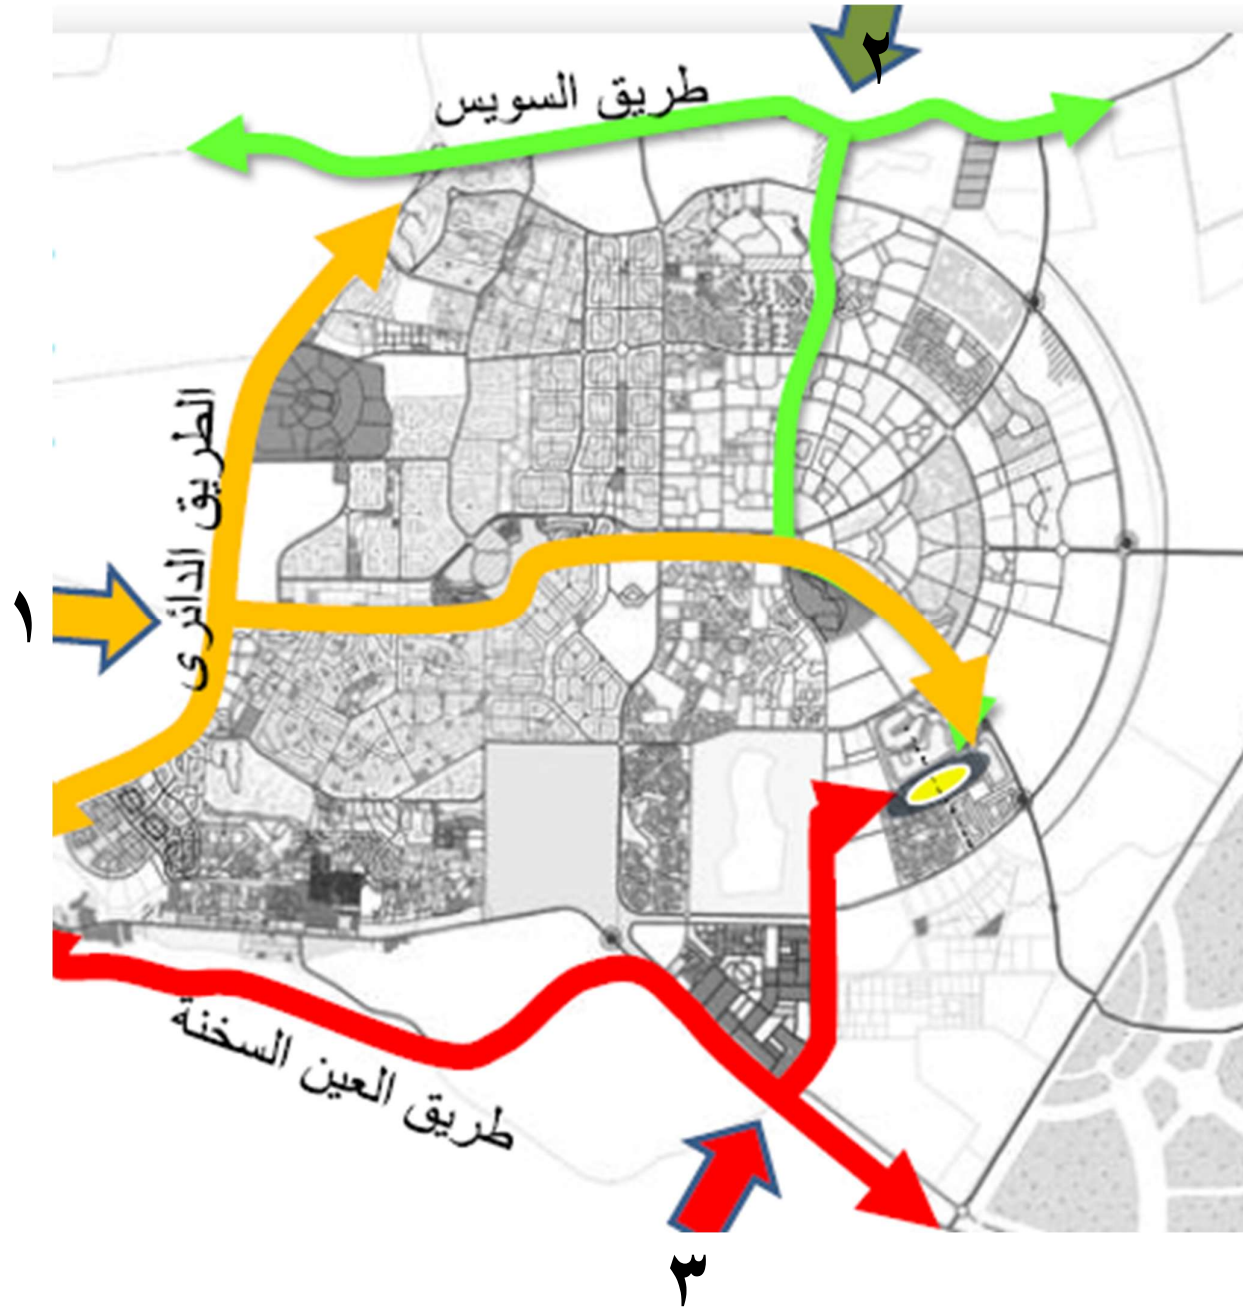 ٢
طريق السويس
الطريق الدائرى
١
طريق العين السخنة
٣